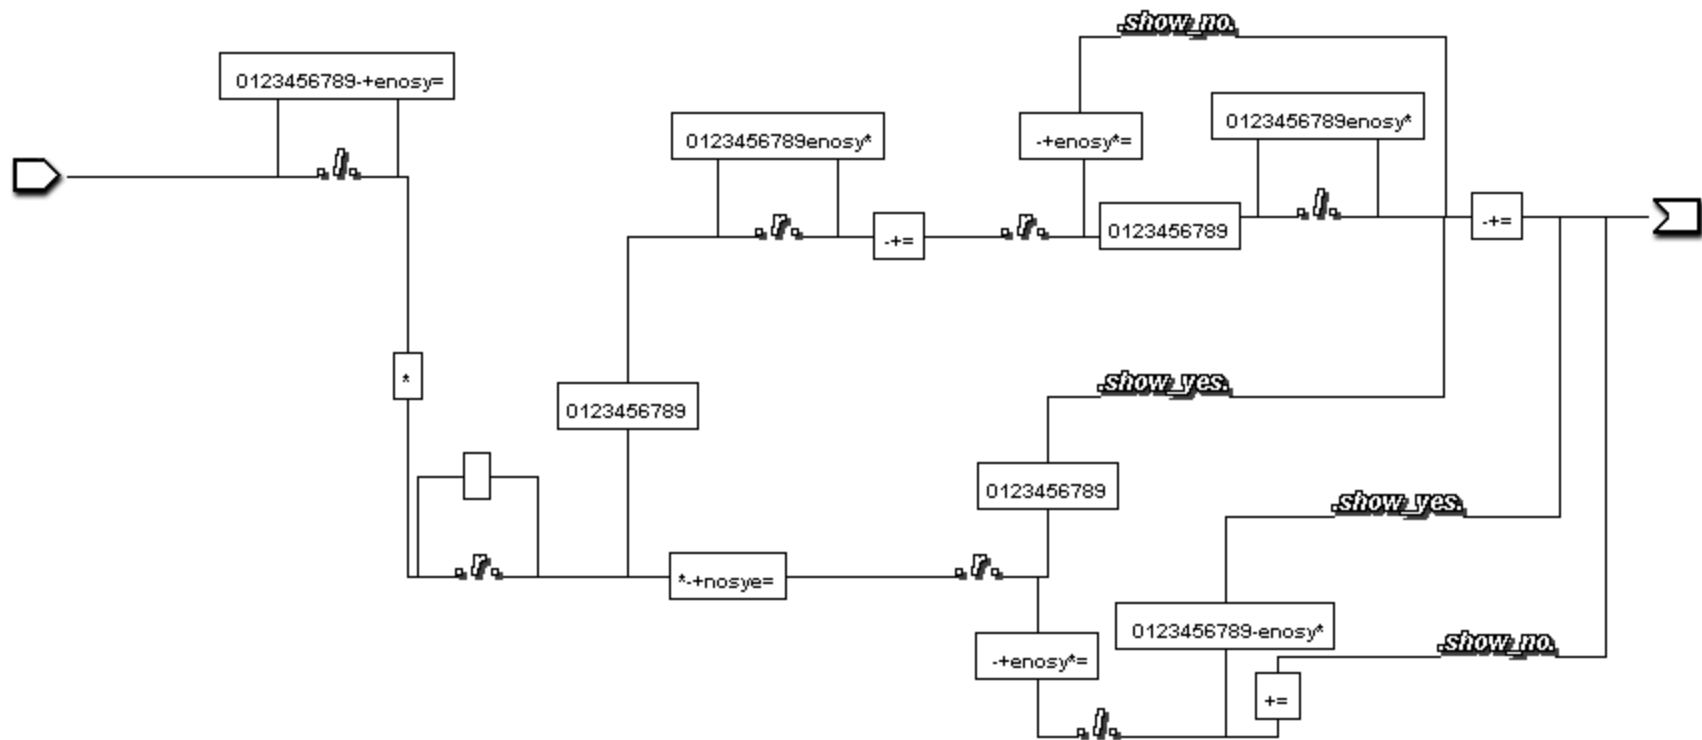 .show_no.
0123456789-+enosy=
0123456789enosy*
-+enosy*=
0123456789enosy*
.l.
.r.
.r.
.l.
-+=
0123456789
-+=
*
0123456789
.show_yes.
0123456789
.show_yes.
.r.
*-+nosye=
.r.
-+enosy*=
0123456789-enosy*
.show_no.
+=
.l.